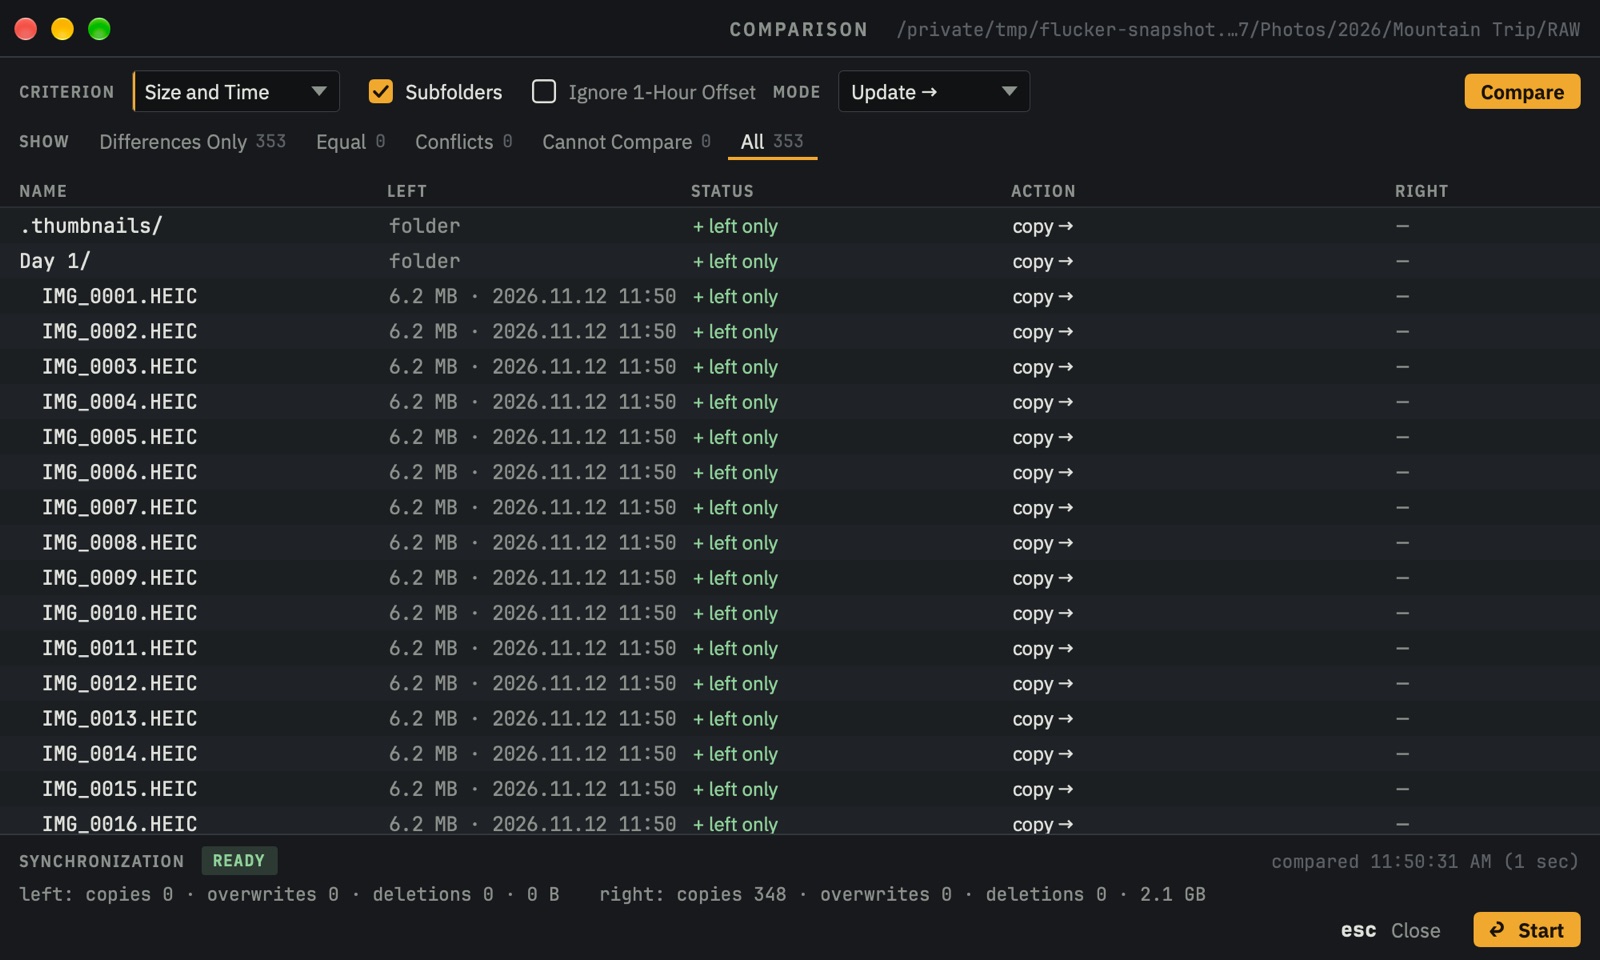 COMPARISON /private/tmp/flucker-snapshot.…7/Photos/2026/Mountain Trip/RAW
CRITERION Size and Time Subfolders Ignore 1-Hour Offset MODE Update → Compare
SHOW Differences Only 353 Equal 0 Conflicts 0 Cannot Compare 0 All 353
NAME LEFT STATUS ACTION RIGHT
.thumbnails/ folder + left only copy → —
Day 1/ folder + left only copy → —
IMG_0001.HEIC 6.2 MB · 2026.11.12 11:50 + left only copy → —
IMG_0002.HEIC 6.2 MB · 2026.11.12 11:50 + left only copy → —
IMG_0003.HEIC 6.2 MB · 2026.11.12 11:50 + left only copy → —
IMG_0004.HEIC 6.2 MB · 2026.11.12 11:50 + left only copy → —
IMG_0005.HEIC 6.2 MB · 2026.11.12 11:50 + left only copy → —
IMG_0006.HEIC 6.2 MB · 2026.11.12 11:50 + left only copy → —
IMG_0007.HEIC 6.2 MB · 2026.11.12 11:50 + left only copy → —
IMG_0008.HEIC 6.2 MB · 2026.11.12 11:50 + left only copy → —
IMG_0009.HEIC 6.2 MB · 2026.11.12 11:50 + left only copy → —
IMG_0010.HEIC 6.2 MB · 2026.11.12 11:50 + left only copy → —
IMG_0011.HEIC 6.2 MB · 2026.11.12 11:50 + left only copy → —
IMG_0012.HEIC 6.2 MB · 2026.11.12 11:50 + left only copy → —
IMG_0013.HEIC 6.2 MB · 2026.11.12 11:50 + left only copy → —
IMG_0014.HEIC 6.2 MB · 2026.11.12 11:50 + left only copy → —
IMG_0015.HEIC 6.2 MB · 2026.11.12 11:50 + left only copy → —
IMG_0016.HEIC 6.2 MB · 2026.11.12 11:50 + left only copy → —
SYNCHRONIZATION READY compared 11:50:31 AM (1 sec)
left: copies 0 · overwrites 0 · deletions 0 · 0 B right: copies 348 · overwrites 0 · deletions 0 · 2.1 GB
esc Close Start